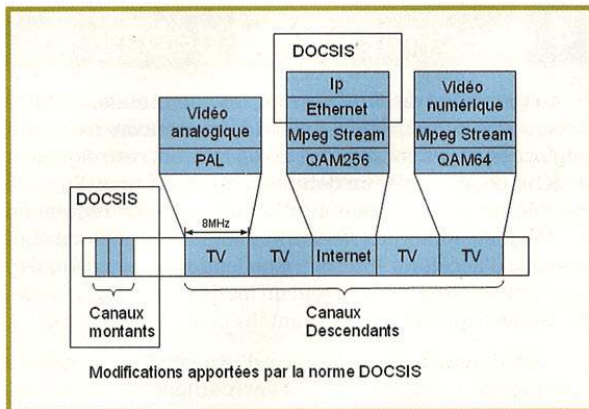 DOCSIS'
Ip
Ethernet
Mpeg Stream
QAM256
Vidéo
analogique
PAL
Vidéo
numérique
Mpeg Stream
QAM64
DOCSIS
8MHz
TV
TV
Internet
TV
TV
Canaux
montants
Canaux
Descendants
Modifications apportées par la norme DOCSIS